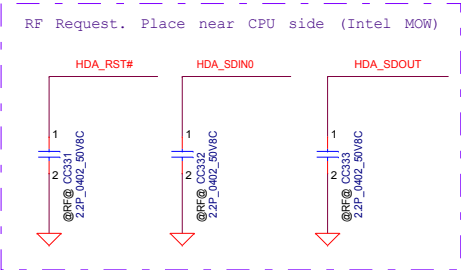 RF Request. Place near CPU side (Intel MOW)
HDA_RST#
HDA_SDIN0
HDA_SDOUT
1
2
@RF@ CC331
2.2P_0402_50V8C
1
2
@RF@ CC332
2.2P_0402_50V8C
1
2
@RF@ CC333
2.2P_0402_50V8C